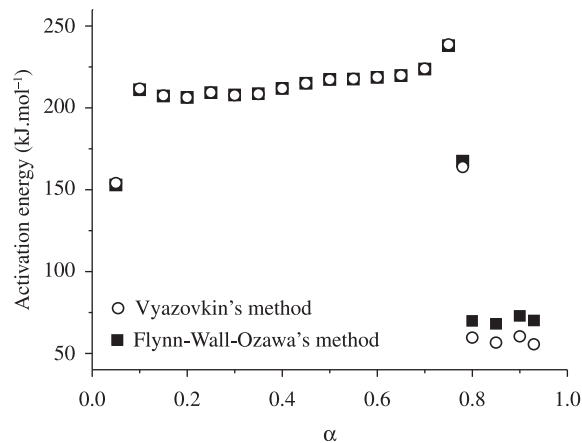 250
200
150
100
50
Activation energy (kJ.mol⁻¹)
Vyazovkin's method
Flynn-Wall-Ozawa's method
0.0 0.2 0.4 0.6 0.8 1.0
α